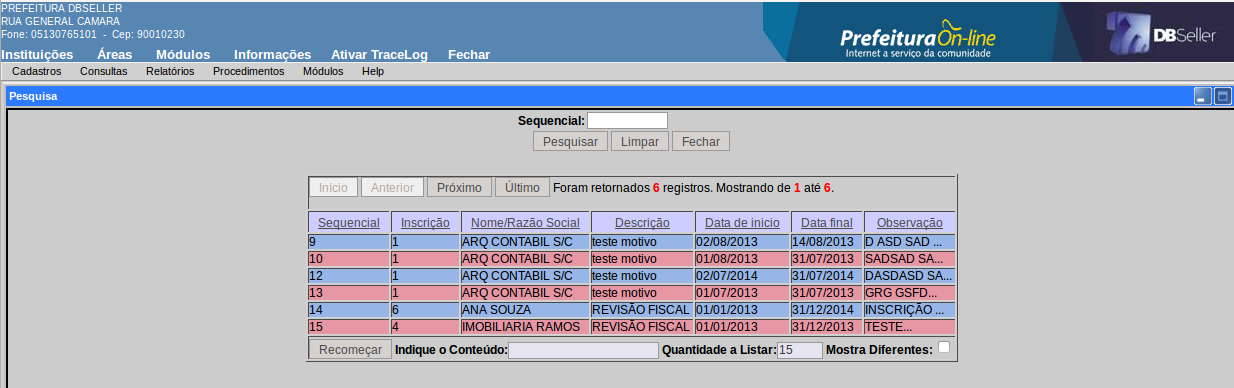 PREFEITURA DBSELLER
RUA GENERAL CAMARA
Fone: 05130765101 - Cep: 90010230
PrefeituraOn-line
Internet a serviço da comunidade
DBSeller
Instituições Áreas Módulos Informações Ativar TraceLog Fechar
Cadastros Consultas Relatórios Procedimentos Módulos Help
Pesquisa
Sequencial:
Pesquisar Limpar Fechar
Início Anterior Próximo Último Foram retornados 6 registros. Mostrando de 1 até 6.
Sequencial Inscrição Nome/Razão Social Descrição Data de inicio Data final Observação
9 1 ARQ CONTABIL S/C teste motivo 02/08/2013 14/08/2013 D ASD SAD ...
10 1 ARQ CONTABIL S/C teste motivo 01/08/2013 31/07/2013 SADSAD SA...
12 1 ARQ CONTABIL S/C teste motivo 02/07/2014 31/07/2014 DASDASD SA...
13 1 ARQ CONTABIL S/C teste motivo 01/07/2013 31/07/2013 GRG GSFD...
14 6 ANA SOUZA REVISÃO FISCAL 01/01/2013 31/12/2014 INSCRIÇÃO ...
15 4 IMOBILIARIA RAMOS REVISÃO FISCAL 01/01/2013 31/12/2013 TESTE...
Recomeçar Indique o Conteúdo: Quantidade a Listar: 15 Mostra Diferentes: